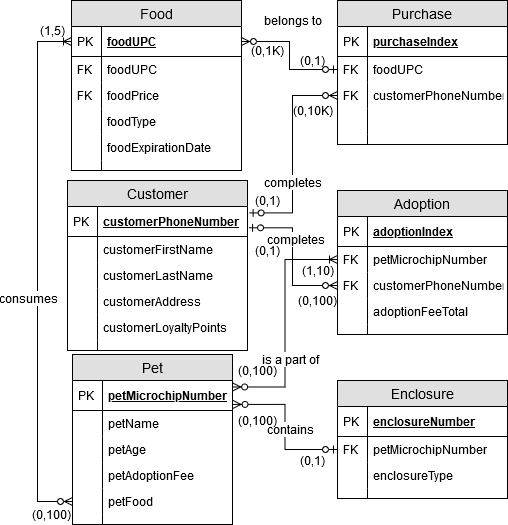 Food
PK foodUPC
FK foodUPC
FK foodPrice
foodType
foodExpirationDate
(1,5)
belongs to
(0,1K)
(0,1)
Purchase
PK purchaseIndex
FK foodUPC
FK customerPhoneNumber
(0,10K)
completes
(0,1)
Customer
PK customerPhoneNumber
customerFirstName
customerLastName
customerAddress
customerLoyaltyPoints
(0,1)
completes
(1,10)
(0,100)
Adoption
PK adoptionIndex
FK petMicrochipNumber
FK customerPhoneNumber
adoptionFeeTotal
consumes
is a part of
(0,100)
Pet
PK petMicrochipNumber
petName
petAge
petAdoptionFee
petFood
(0,100)
(0,100)
contains
(0,1)
Enclosure
PK enclosureNumber
FK petMicrochipNumber
enclosureType